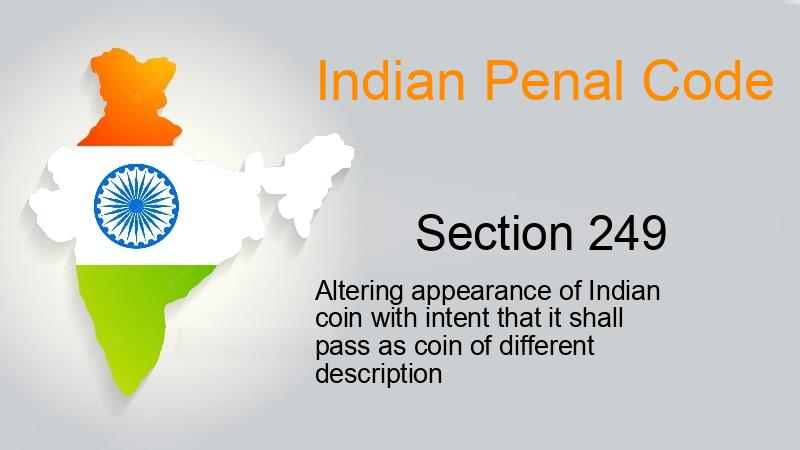 Indian Penal Code
Section 249
Altering appearance of Indian
coin with intent that it shall
pass as coin of different
description